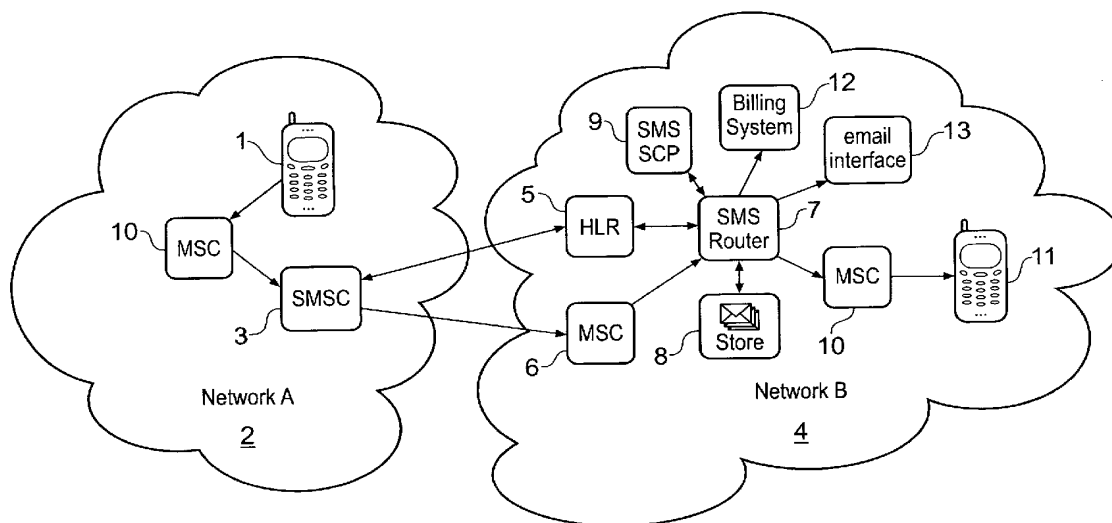 1
10
MSC
SMSC
3
Network A
2
9
SMS
SCP
Billing
System
12
email
interface
13
5
HLR
SMS
Router
7
MSC
6
8
Store
MSC
10
11
Network B
4